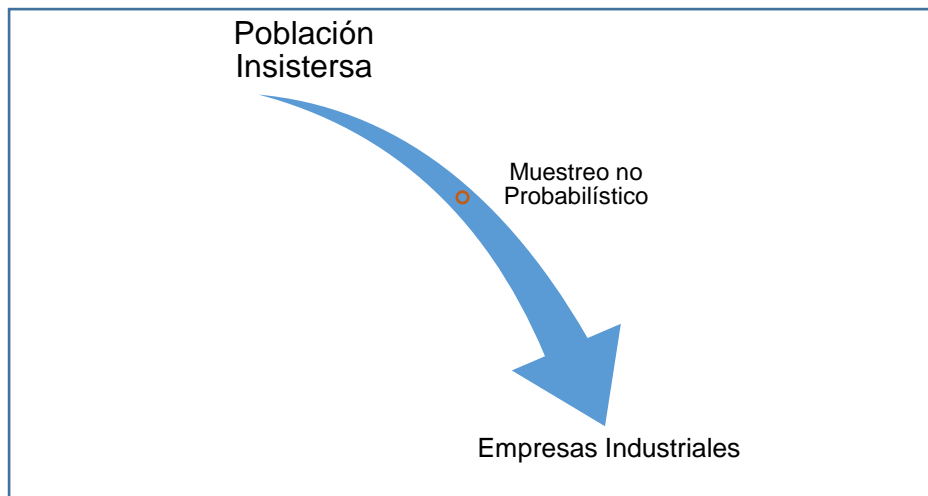 Población
Insistersa
Muestreo no
Probabilístico
Empresas Industriales